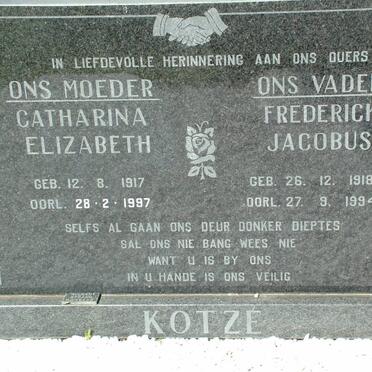 IN LIEFDEVOLLE HERINNERING AAN ONS OUERS
ONS MOEDER
CATHARINA
ELIZABETH
GEB. 12. 8. 1917
OORL. 28·2·1997
ONS VADER
FREDERICK
JACOBUS
GEB. 26. 12. 1918
OORL. 27. 9. 1994
SELFS AL GAAN ONS DEUR DONKER DIEPTES
SAL ONS NIE BANG WEES NIE
WANT U IS BY ONS
IN U HANDE IS ONS VEILIG
KOTZÉ